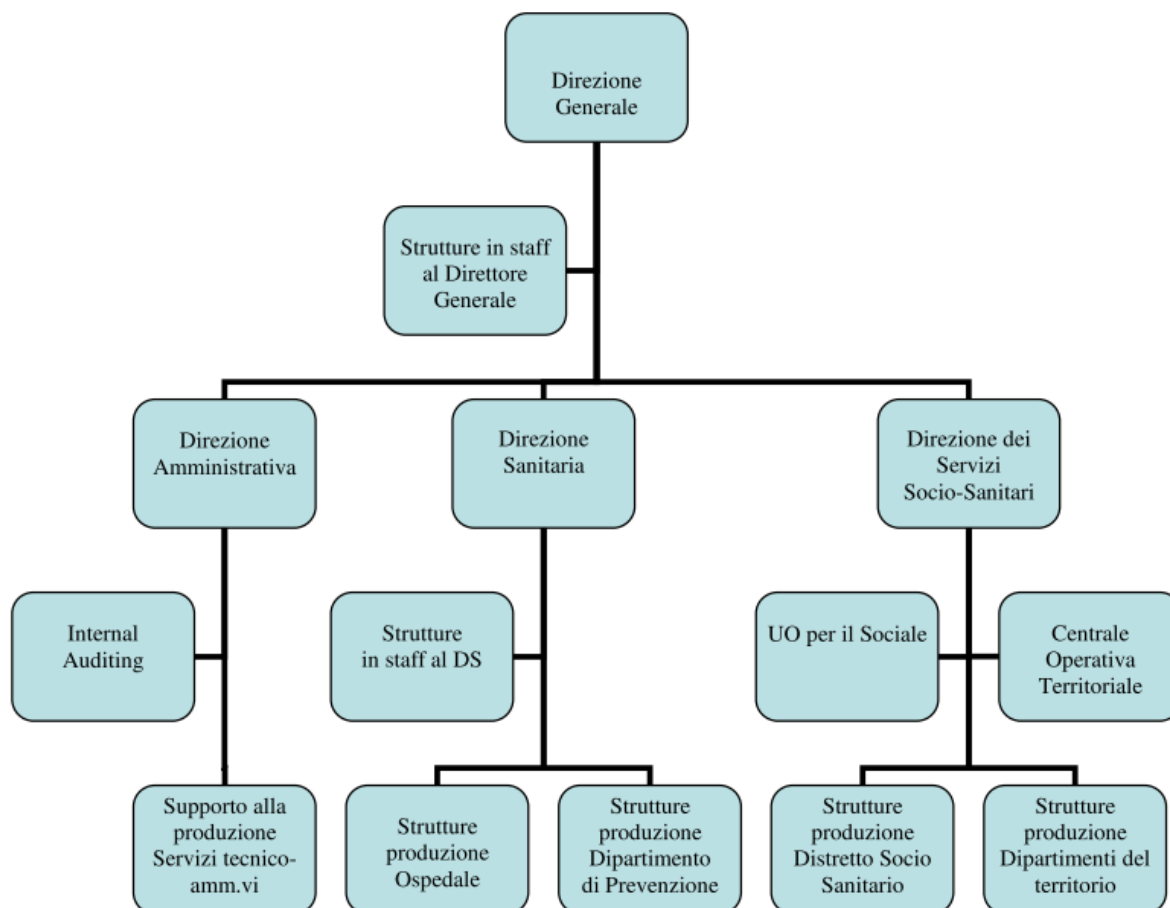 Direzione
Generale
Strutture in staff
al Direttore
Generale
Direzione
Amministrativa
Direzione
Sanitaria
Direzione dei
Servizi
Socio-Sanitari
Internal
Auditing
Strutture
in staff al DS
UO per il Sociale
Centrale
Operativa
Territoriale
Supporto alla
produzione
Servizi tecnico-
amm.vi
Strutture
produzione
Ospedale
Strutture
produzione
Dipartimento
di Prevenzione
Strutture
produzione
Distretto Socio
Sanitario
Strutture
produzione
Dipartimenti del
territorio